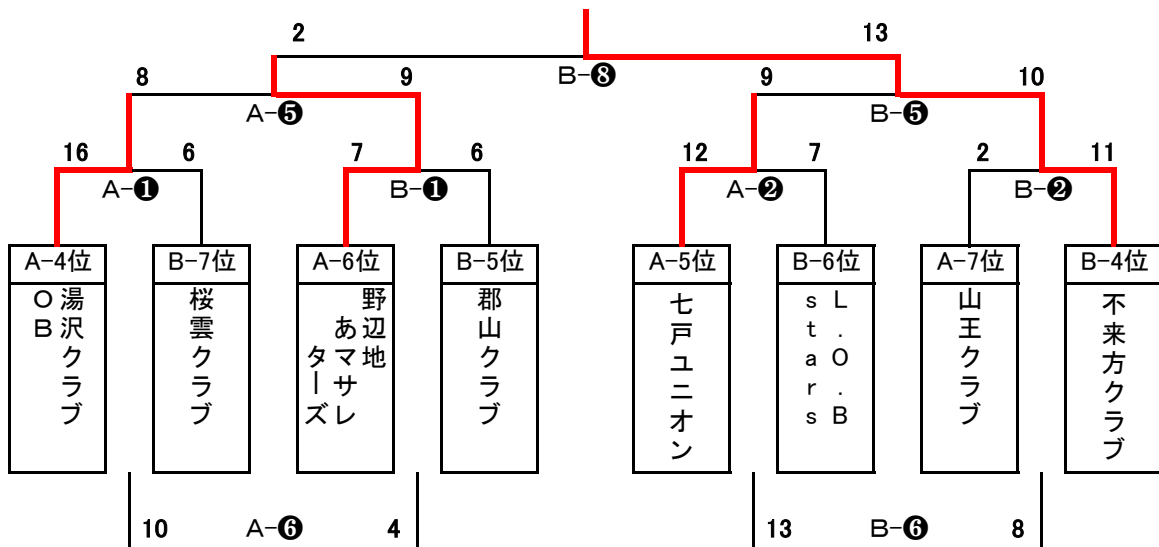 2
13
B-❽
8
9
9
10
A-❺
B-❺
16
6
7
6
12
7
2
11
A-❶
B-❶
A-❷
B-❷
A-4位
B-7位
A-6位
B-5位
A-5位
B-6位
A-7位
B-4位
湯沢クラブ
OB
桜雲クラブ
野辺地
あマサレ
ターズ
郡山クラブ
七戸ユニオン
L.O.B
stars
山王クラブ
不来方クラブ
10
A-❻
4
13
B-❻
8